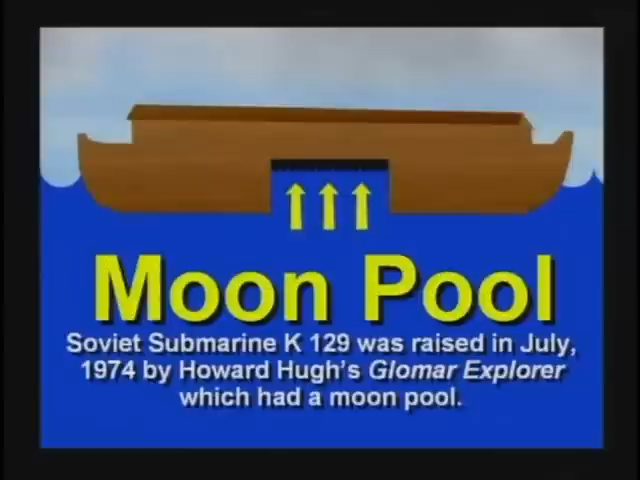 Moon Pool
Soviet Submarine K 129 was raised in July,
1974 by Howard Hugh's Glomar Explorer
which had a moon pool.